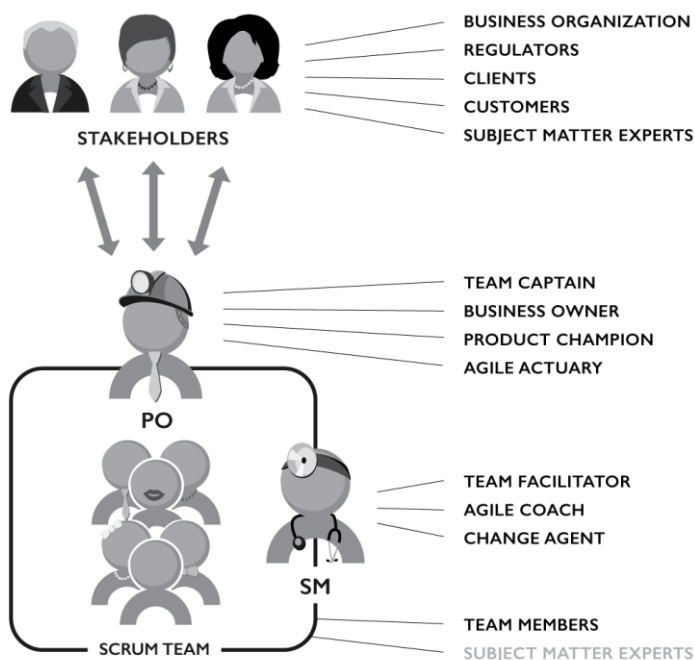 BUSINESS ORGANIZATION
REGULATORS
CLIENTS
CUSTOMERS
SUBJECT MATTER EXPERTS
STAKEHOLDERS
TEAM CAPTAIN
BUSINESS OWNER
PRODUCT CHAMPION
AGILE ACTUARY
PO
TEAM FACILITATOR
AGILE COACH
CHANGE AGENT
SM
TEAM MEMBERS
SUBJECT MATTER EXPERTS
SCRUM TEAM